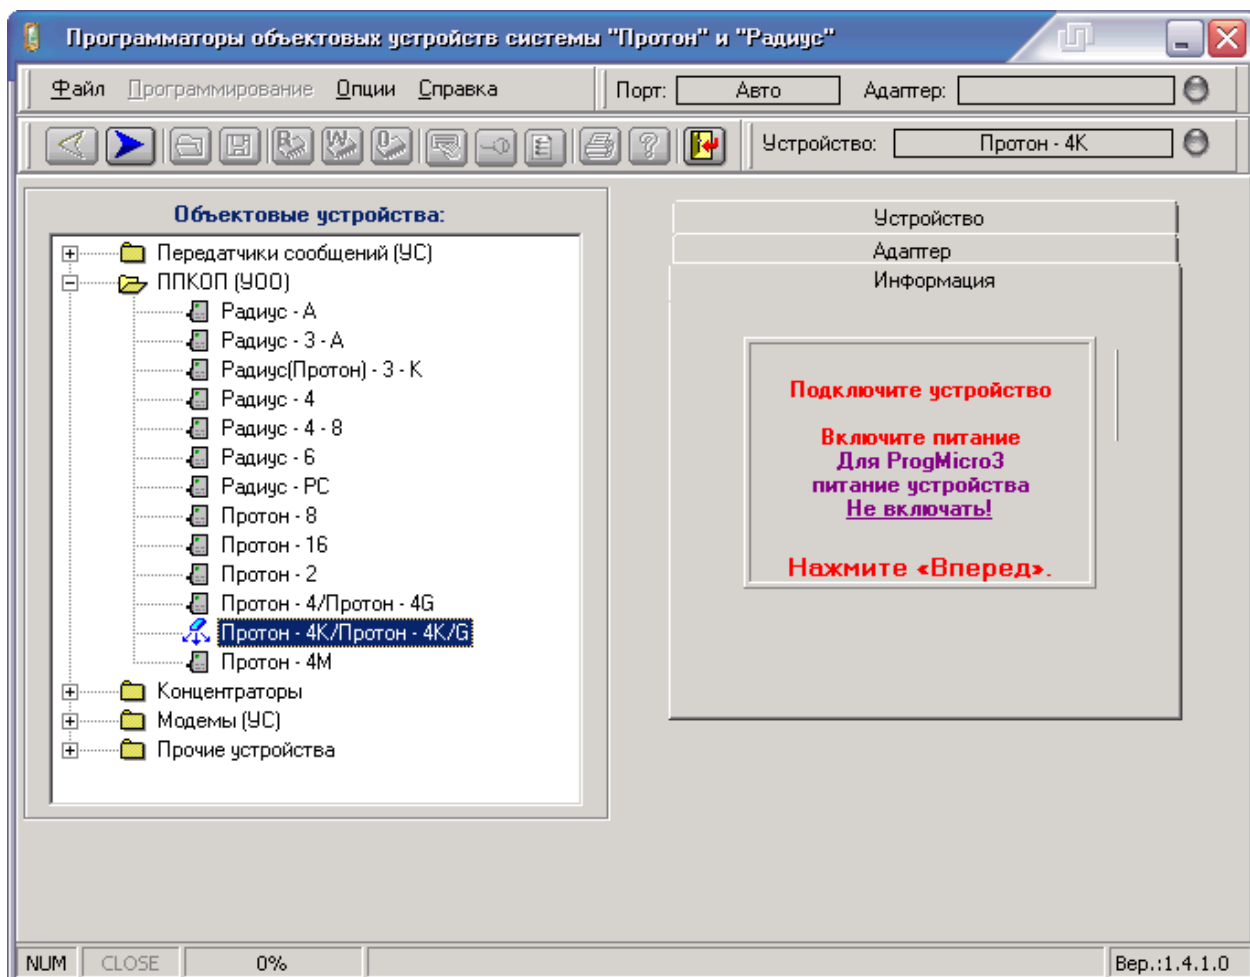 Программаторы объектовых устройств системы "Протон" и "Радиус"
Файл Программирование Опции Справка Порт: Авто Адаптер:
Устройство: Протон - 4К
Объектовые устройства:
Передатчики сообщений (УС)
ППКОП (УОО)
Радиус - А
Радиус - 3 - А
Радиус(Протон) - 3 - К
Радиус - 4
Радиус - 4 - 8
Радиус - 6
Радиус - РС
Протон - 8
Протон - 16
Протон - 2
Протон - 4/Протон - 4G
Протон - 4К/Протон - 4К/G
Протон - 4М
Концентраторы
Модемы (УС)
Прочие устройства
Устройство
Адаптер
Информация
Подключите устройство
Включите питание
Для ProgMicro3
питание устройства
Не включать!
Нажмите «Вперед».
NUM CLOSE 0% Вер.:1.4.1.0